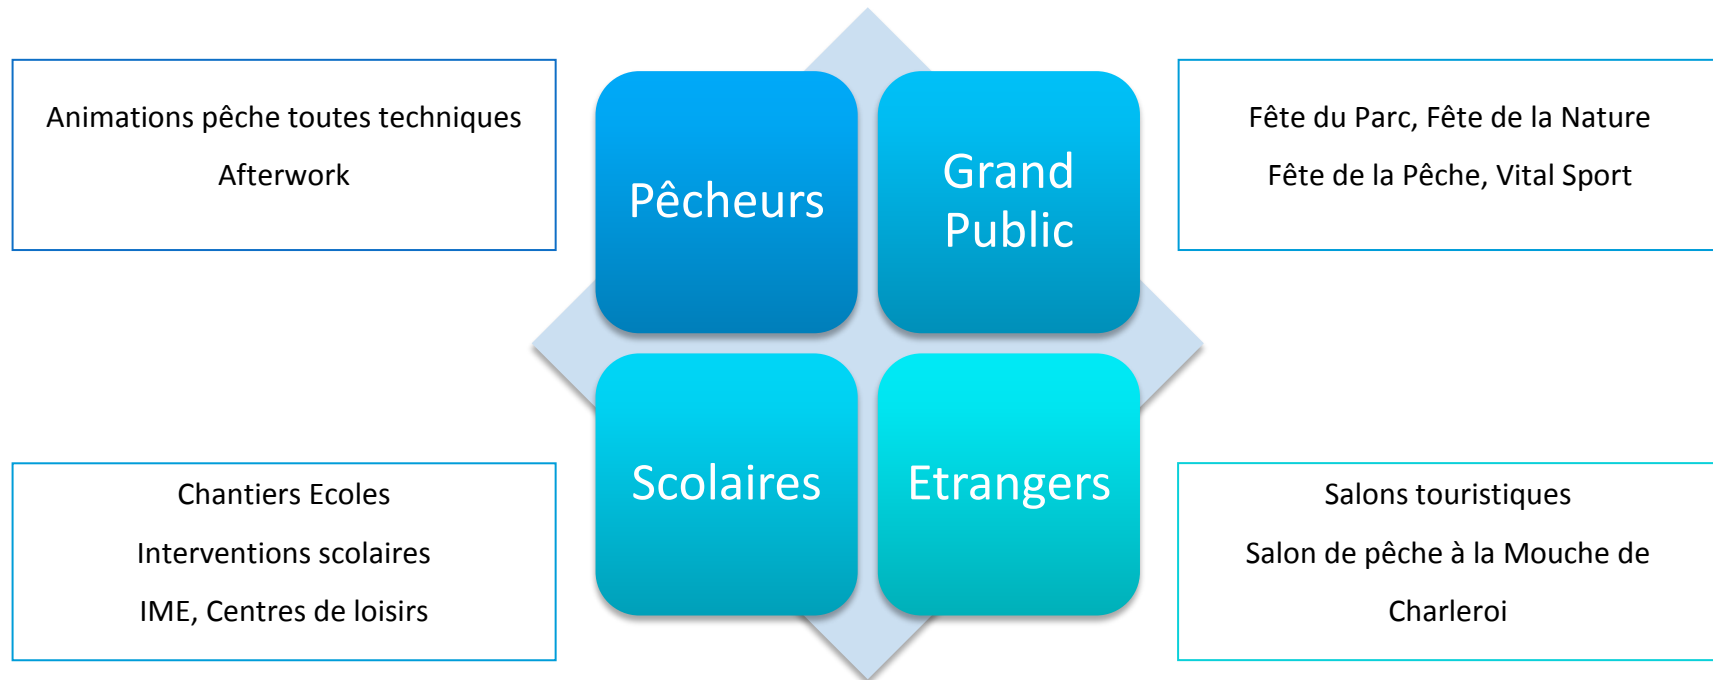 Animations pêche toutes techniques
Afterwork
Pêcheurs
Grand
Public
Fête du Parc, Fête de la Nature
Fête de la Pêche, Vital Sport
Chantiers Ecoles
Interventions scolaires
IME, Centres de loisirs
Scolaires
Etrangers
Salons touristiques
Salon de pêche à la Mouche de
Charleroi